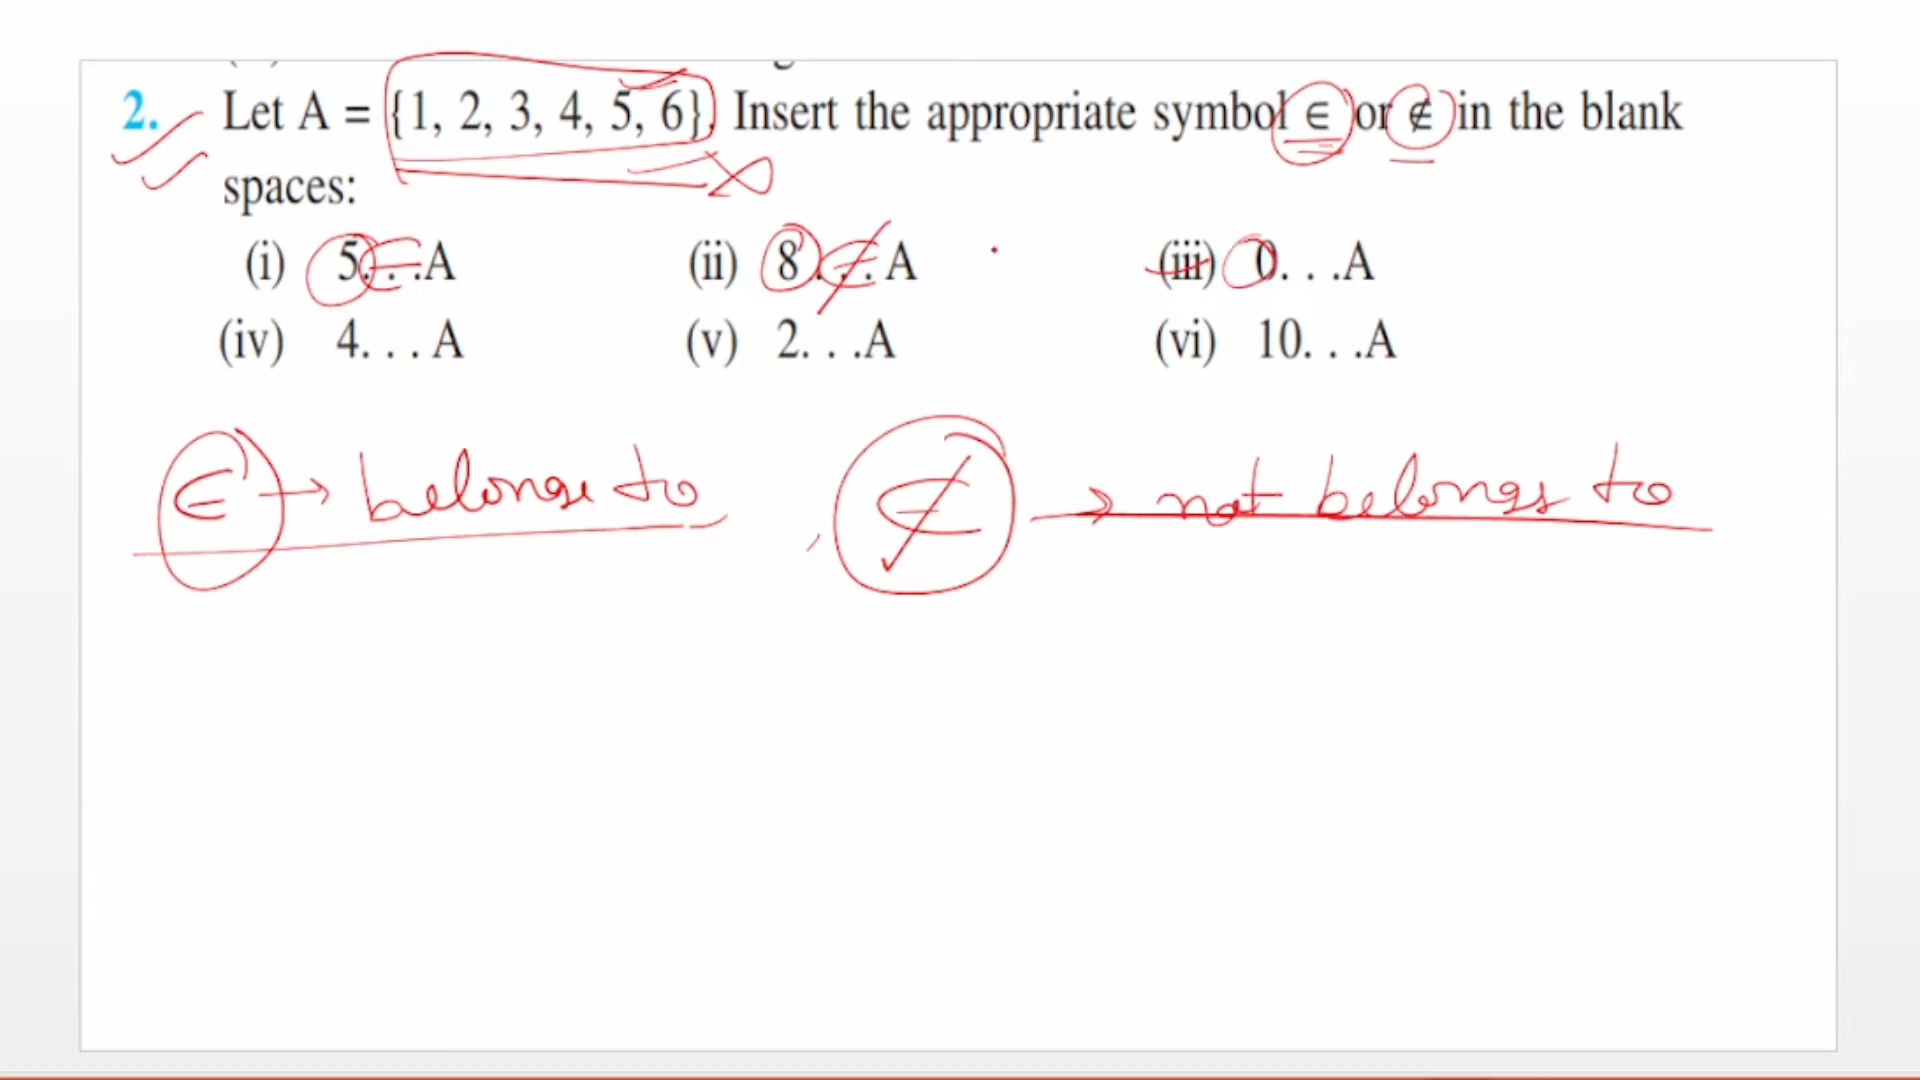 2. Let A = {1, 2, 3, 4, 5, 6}. Insert the appropriate symbol ∈ or ∉ in the blank
spaces:
(i) 5. . .A (ii) 8. . .A (iii) 0. . .A
∈ ∉
(iv) 4. . . A (v) 2. . .A (vi) 10. . .A
∈ → belongs to , ∉ → not belongs to